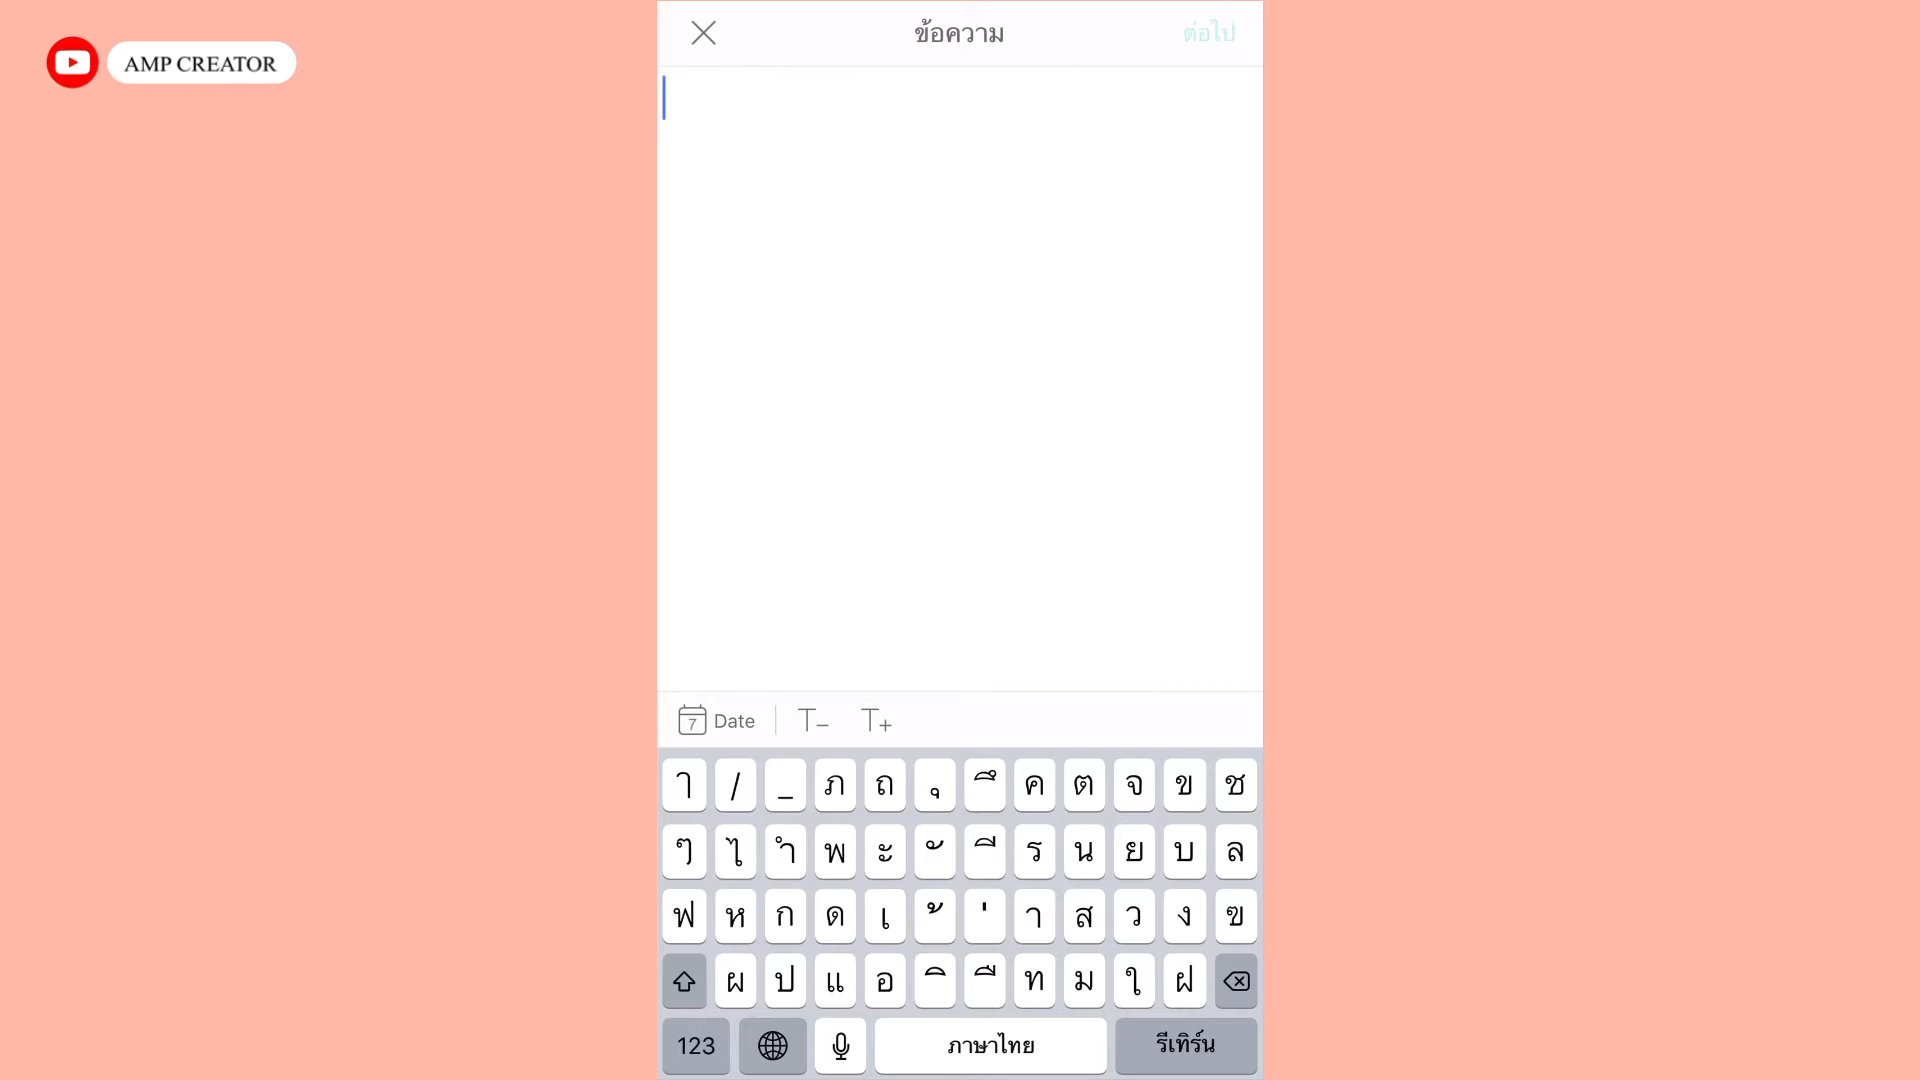 AMP CREATOR
ข้อความ
ต่อไป
7 Date T- T+
ๅ / _ ภ ถ ุ ึ ค ต จ ข ช
ๆ ไ ำ พ ะ ั ี ร น ย บ ล
ฟ ห ก ด เ ้ ่ า ส ว ง ฃ
ผ ป แ อ ิ ื ท ม ใ ฝ
123 ภาษาไทย รีเทิร์น